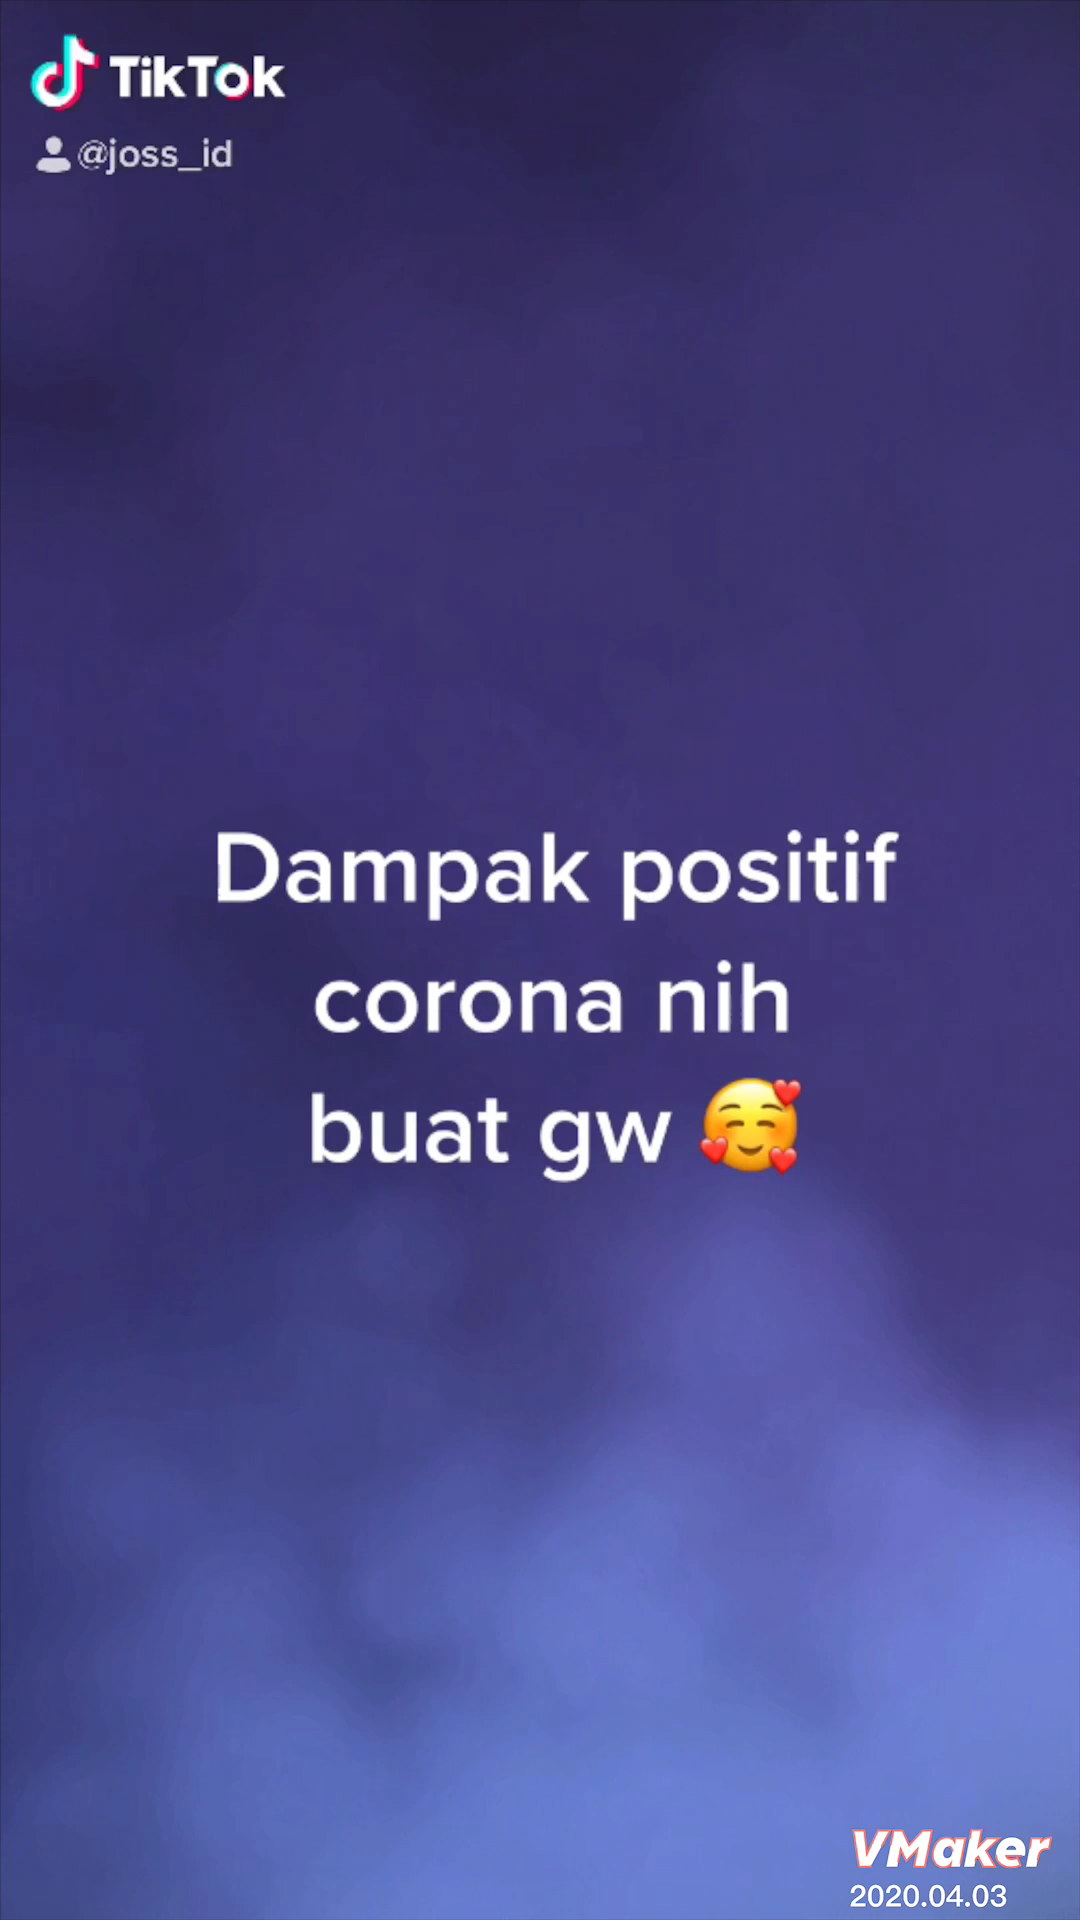 TikTok
@joss_id
Dampak positif
corona nih
buat gw 🥰
VMaker
2020.04.03